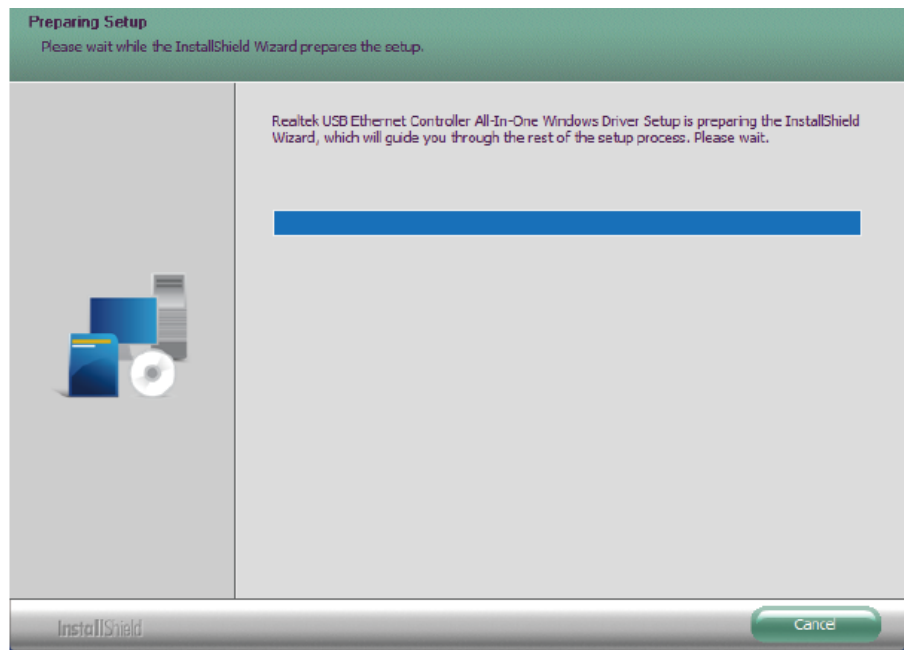 Preparing Setup
Please wait while the InstallShield Wizard prepares the setup.
Realtek USB Ethernet Controller All-In-One Windows Driver Setup is preparing the InstallShield
Wizard, which will guide you through the rest of the setup process. Please wait.
InstallShield
Cancel